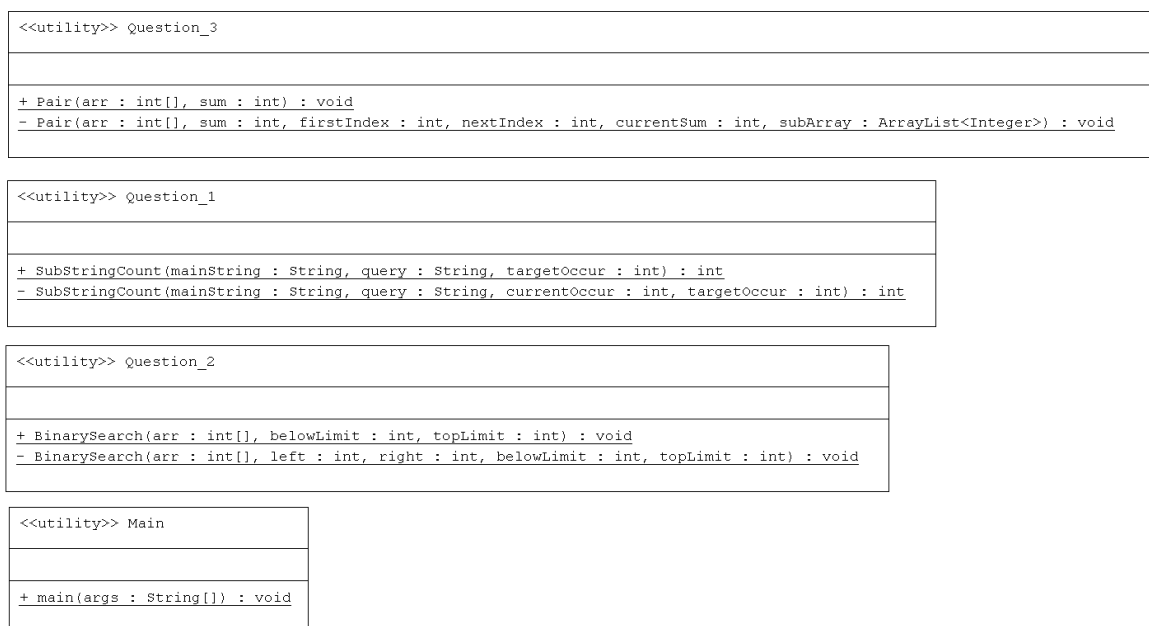 <<utility>> Question_3
+ Pair(arr : int[], sum : int) : void
- Pair(arr : int[], sum : int, firstIndex : int, nextIndex : int, currentSum : int, subArray : ArrayList<Integer>) : void
<<utility>> Question_1
+ SubStringCount(mainString : String, query : String, targetOccur : int) : int
- SubStringCount(mainString : String, query : String, currentOccur : int, targetOccur : int) : int
<<utility>> Question_2
+ BinarySearch(arr : int[], belowLimit : int, topLimit : int) : void
- BinarySearch(arr : int[], left : int, right : int, belowLimit : int, topLimit : int) : void
<<utility>> Main
+ main(args : String[]) : void